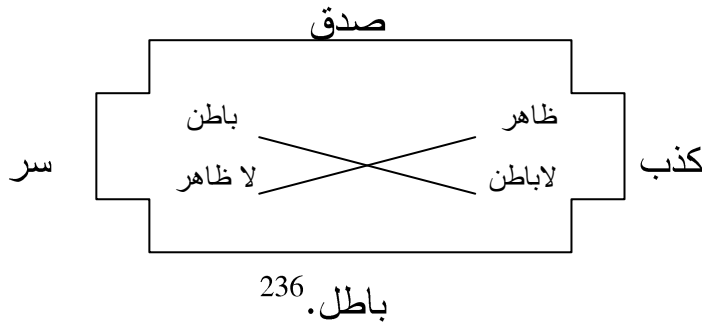 صدق
ظاهر باطن
كذب سر
لاباطن لا ظاهر
باطل.236